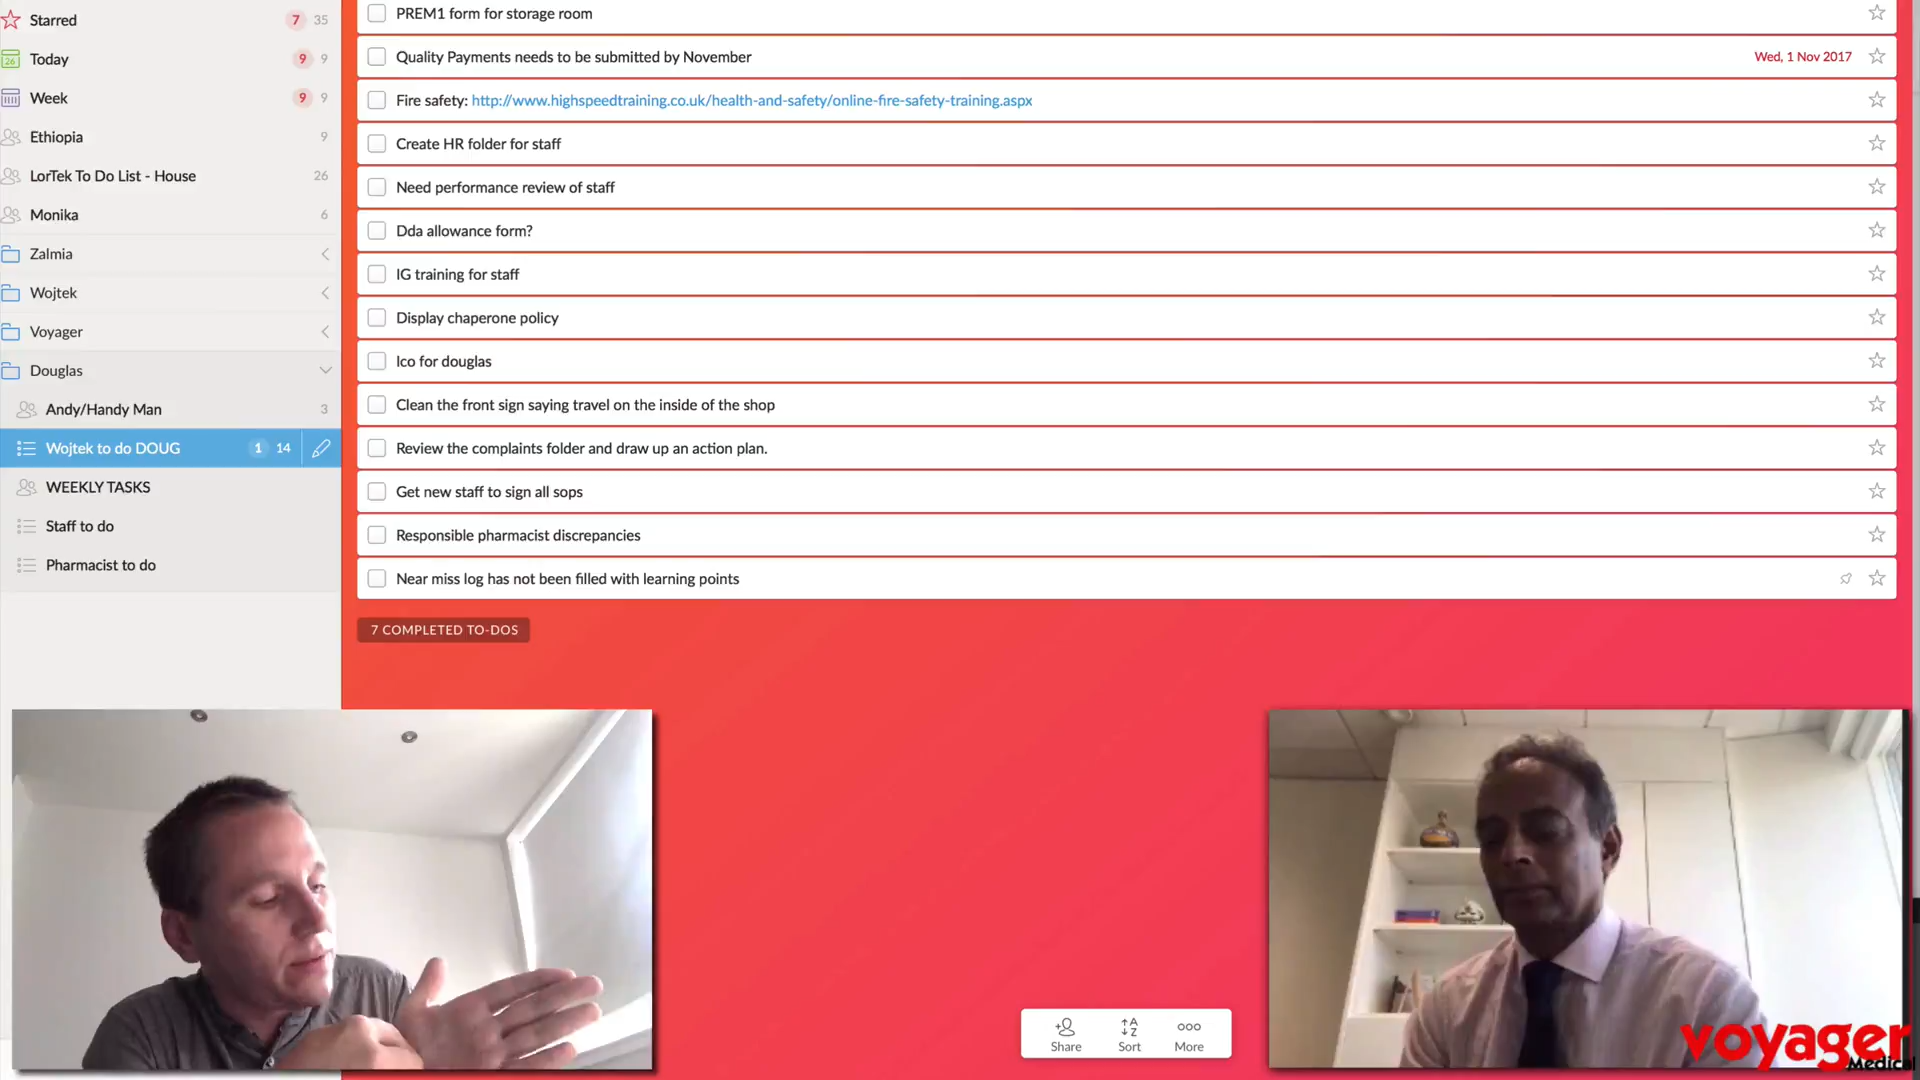 Starred 7 35
26 Today 9 9
Week 9 9
Ethiopia 9
LorTek To Do List - House 26
Monika 6
Zalmia
Wojtek
Voyager
Douglas
Andy/Handy Man 3
Wojtek to do DOUG 1 14
WEEKLY TASKS
Staff to do
Pharmacist to do
PREM1 form for storage room
Quality Payments needs to be submitted by November Wed, 1 Nov 2017
Fire safety: http://www.highspeedtraining.co.uk/health-and-safety/online-fire-safety-training.aspx
Create HR folder for staff
Need performance review of staff
Dda allowance form?
IG training for staff
Display chaperone policy
Ico for douglas
Clean the front sign saying travel on the inside of the shop
Review the complaints folder and draw up an action plan.
Get new staff to sign all sops
Responsible pharmacist discrepancies
Near miss log has not been filled with learning points
7 COMPLETED TO-DOS
Share
Sort
More
voyager
Medical